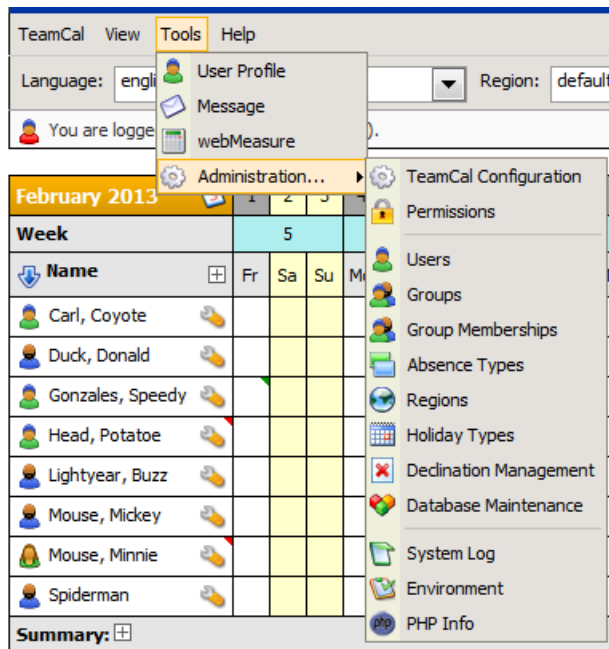 TeamCal View Tools Help
User Profile
Language: Region: default
Message
You are ).
webMeasure
Administration...
TeamCal Configuration
February 2013 1 2 3
Permissions
Week 5
Users
Name Fr Sa Su
Groups
Carl, Coyote
Group Memberships
Duck, Donald
Absence Types
Gonzales, Speedy
Regions
Head, Potatoe
Holiday Types
Lightyear, Buzz
Declination Management
Mouse, Mickey
Database Maintenance
Mouse, Minnie
System Log
Spiderman
Environment
php PHP Info
Summary: